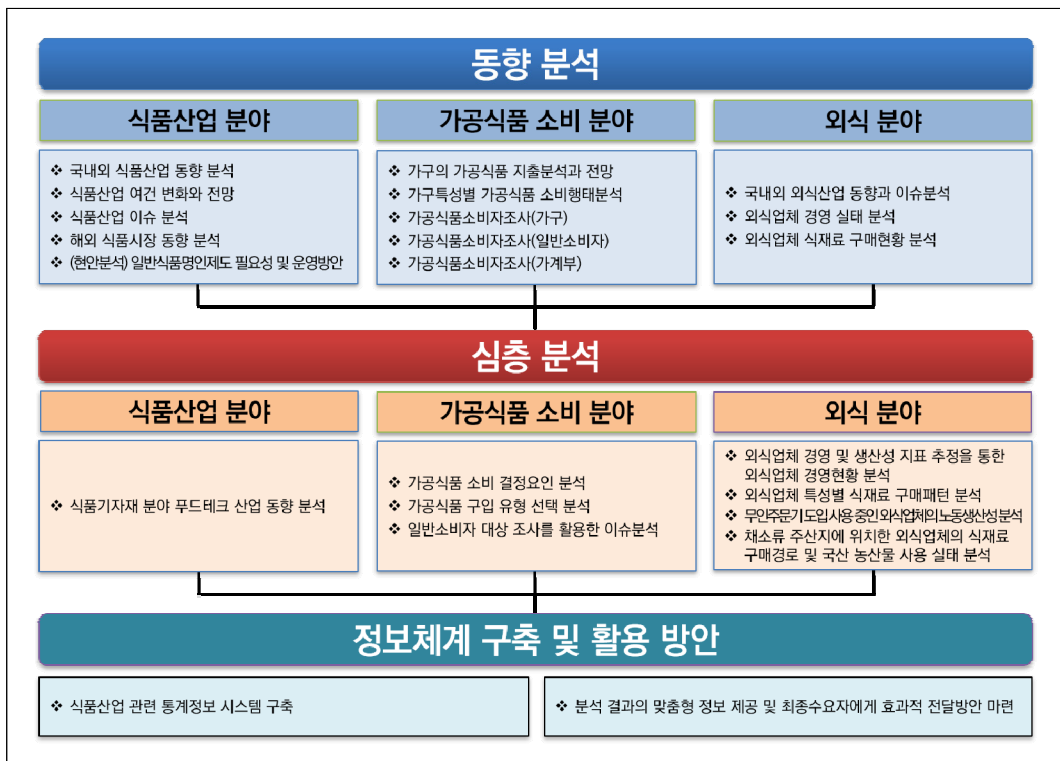 동향 분석
식품산업 분야
❖ 국내외 식품산업 동향 분석
❖ 식품산업 여건 변화와 전망
❖ 식품산업 이슈 분석
❖ 해외 식품시장 동향 분석
❖ (현안분석) 일반식품명인제도 필요성 및 운영방안
가공식품 소비 분야
❖ 가구의 가공식품 지출분석과 전망
❖ 가구특성별 가공식품 소비행태분석
❖ 가공식품소비자조사(가구)
❖ 가공식품소비자조사(일반소비자)
❖ 가공식품소비자조사(가계부)
외식 분야
❖ 국내외 외식산업 동향과 이슈분석
❖ 외식업체 경영 실태 분석
❖ 외식업체 식재료 구매현황 분석
심층 분석
식품산업 분야
❖ 식품기자재 분야 푸드테크 산업 동향 분석
가공식품 소비 분야
❖ 가공식품 소비 결정요인 분석
❖ 가공식품 구입 유형 선택 분석
❖ 일반소비자 대상 조사를 활용한 이슈분석
외식 분야
❖ 외식업체 경영 및 생산성 지표 추정을 통한
외식업체 경영현황 분석
❖ 외식업체 특성별 식재료 구매패턴 분석
❖ 무인주문기 도입 사용 중인 외식업체의 노동생산성 분석
❖ 채소류 주산지에 위치한 외식업체의 식재료
구매경로 및 국산 농산물 사용 실태 분석
정보체계 구축 및 활용 방안
❖ 식품산업 관련 통계정보 시스템 구축
❖ 분석 결과의 맞춤형 정보 제공 및 최종수요자에게 효과적 전달방안 마련